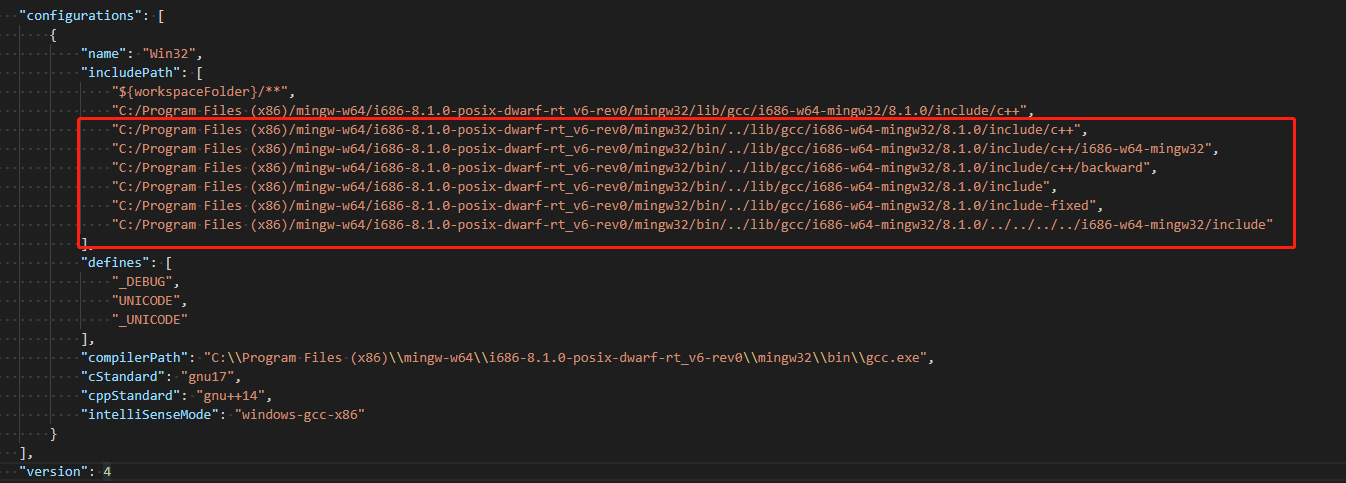 "configurations": [
{
"name": "Win32",
"includePath": [
"${workspaceFolder}/**",
"C:/Program Files (x86)/mingw-w64/i686-8.1.0-posix-dwarf-rt_v6-rev0/mingw32/lib/gcc/i686-w64-mingw32/8.1.0/include/c++",
"C:/Program Files (x86)/mingw-w64/i686-8.1.0-posix-dwarf-rt_v6-rev0/mingw32/bin/../lib/gcc/i686-w64-mingw32/8.1.0/include/c++",
"C:/Program Files (x86)/mingw-w64/i686-8.1.0-posix-dwarf-rt_v6-rev0/mingw32/bin/../lib/gcc/i686-w64-mingw32/8.1.0/include/c++/i686-w64-mingw32",
"C:/Program Files (x86)/mingw-w64/i686-8.1.0-posix-dwarf-rt_v6-rev0/mingw32/bin/../lib/gcc/i686-w64-mingw32/8.1.0/include/c++/backward",
"C:/Program Files (x86)/mingw-w64/i686-8.1.0-posix-dwarf-rt_v6-rev0/mingw32/bin/../lib/gcc/i686-w64-mingw32/8.1.0/include",
"C:/Program Files (x86)/mingw-w64/i686-8.1.0-posix-dwarf-rt_v6-rev0/mingw32/bin/../lib/gcc/i686-w64-mingw32/8.1.0/include-fixed",
"C:/Program Files (x86)/mingw-w64/i686-8.1.0-posix-dwarf-rt_v6-rev0/mingw32/bin/../lib/gcc/i686-w64-mingw32/8.1.0/../../../../i686-w64-mingw32/include"
],
"defines": [
"_DEBUG",
"UNICODE",
"_UNICODE"
],
"compilerPath": "C:\\Program Files (x86)\\mingw-w64\\i686-8.1.0-posix-dwarf-rt_v6-rev0\\mingw32\\bin\\gcc.exe",
"cStandard": "gnu17",
"cppStandard": "gnu++14",
"intelliSenseMode": "windows-gcc-x86"
}
],
"version": 4